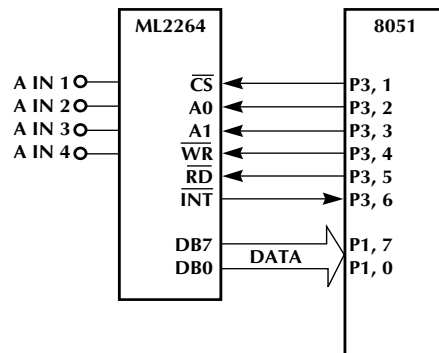 ML2264
8051
A IN 1
A IN 2
A IN 3
A IN 4
CS
A0
A1
WR
RD
INT
DB7
DB0
DATA
P3, 1
P3, 2
P3, 3
P3, 4
P3, 5
P3, 6
P1, 7
P1, 0